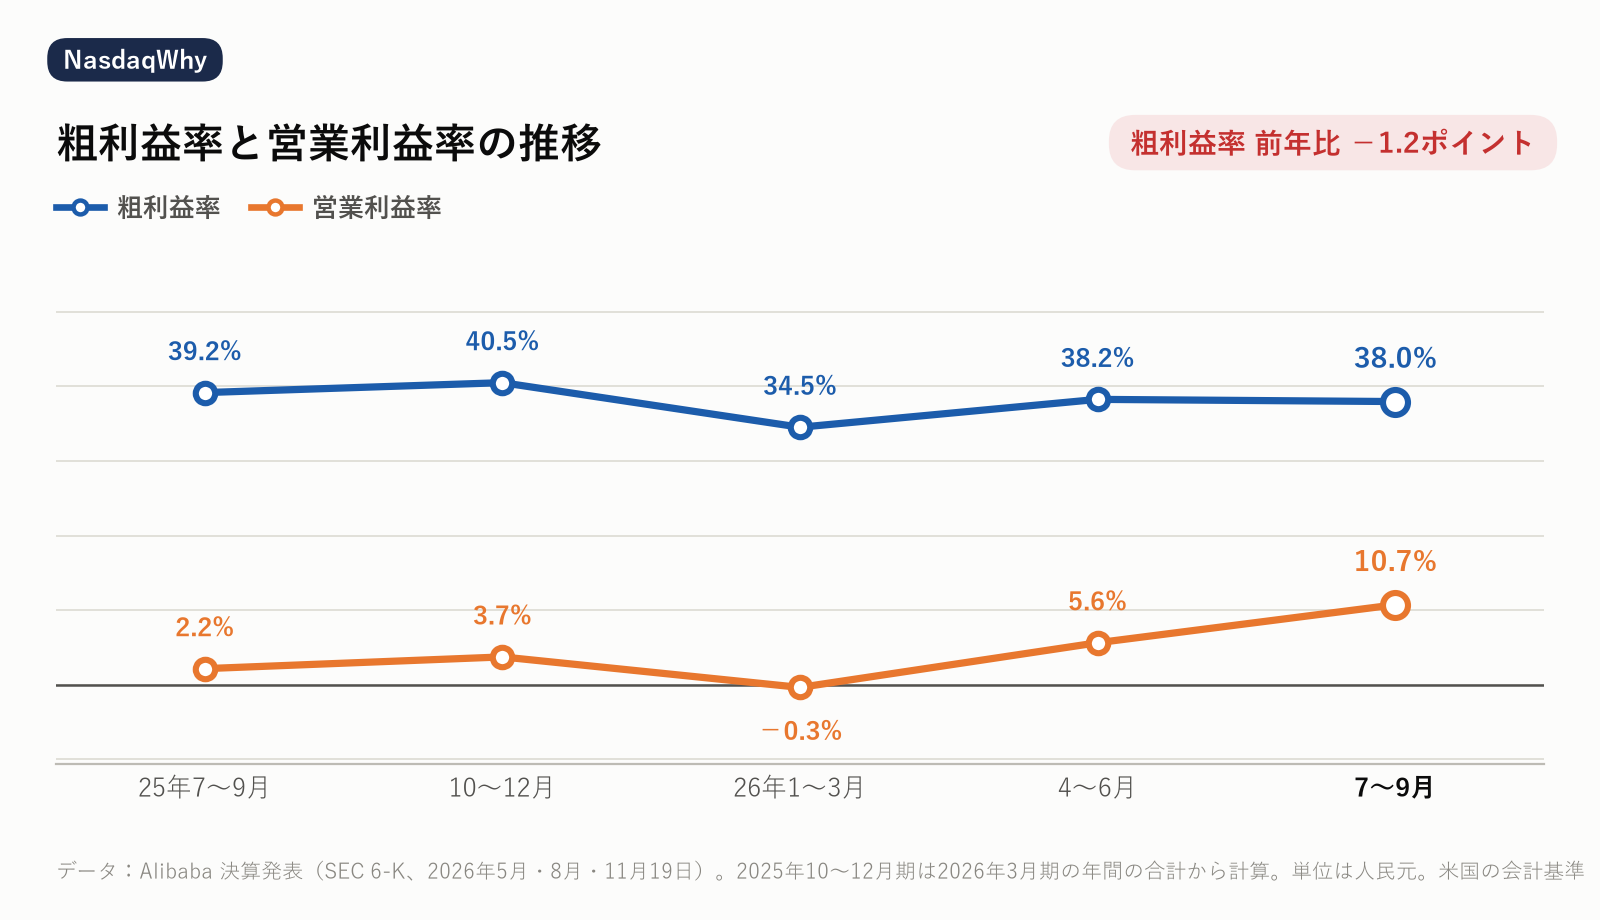 NasdaqWhy
粗利益率と営業利益率の推移
粗利益率 前年比 －1.2ポイント
粗利益率 営業利益率
39.2% 40.5% 34.5% 38.2% 38.0%
2.2% 3.7% －0.3% 5.6% 10.7%
25年7〜9月 10〜12月 26年1〜3月 4〜6月 7〜9月
データ：Alibaba 決算発表（SEC 6-K、2026年5月・8月・11月19日）。2025年10〜12月期は2026年3月期の年間の合計から計算。単位は人民元。米国の会計基準